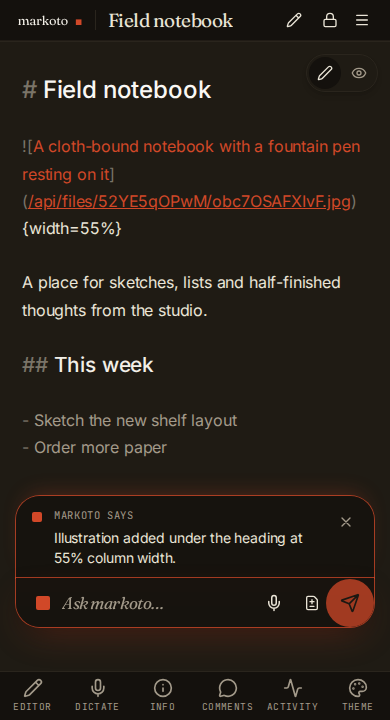 markoto
Field notebook
# Field notebook
![A cloth-bound notebook with a fountain pen
resting on it]
(/api/files/52YE5qOPwM/obc7OSAFXIvF.jpg)
{width=55%}
A place for sketches, lists and half-finished
thoughts from the studio.
## This week
- Sketch the new shelf layout
- Order more paper
MARKOTO SAYS
Illustration added under the heading at
55% column width.
Ask markoto…
EDITOR
DICTATE
INFO
COMMENTS
ACTIVITY
THEME